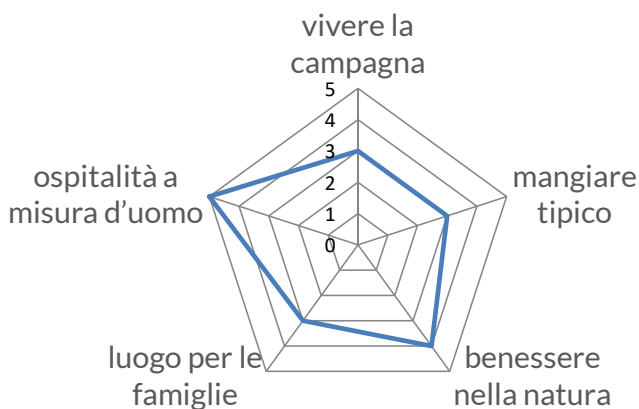 vivere la
campagna
5
4
3
2
1
0
mangiare
tipico
benessere
nella natura
luogo per le
famiglie
ospitalità a
misura d’uomo